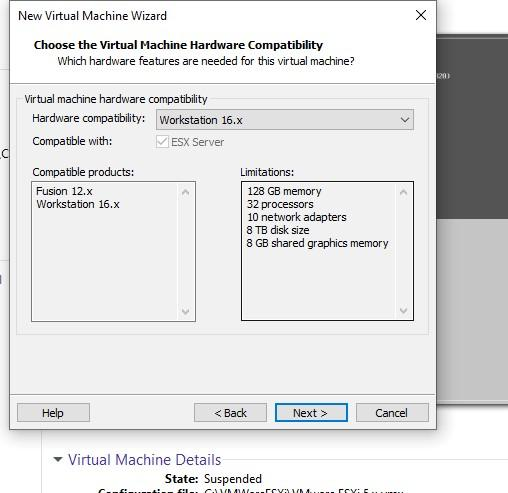 New Virtual Machine Wizard
Choose the Virtual Machine Hardware Compatibility
Which hardware features are needed for this virtual machine?
Virtual machine hardware compatibility
Hardware compatibility: Workstation 16.x
Compatible with: ESX Server
Compatible products:
Fusion 12.x
Workstation 16.x
Limitations:
128 GB memory
32 processors
10 network adapters
8 TB disk size
8 GB shared graphics memory
Help < Back Next > Cancel
Virtual Machine Details
State: Suspended
Configuration file: